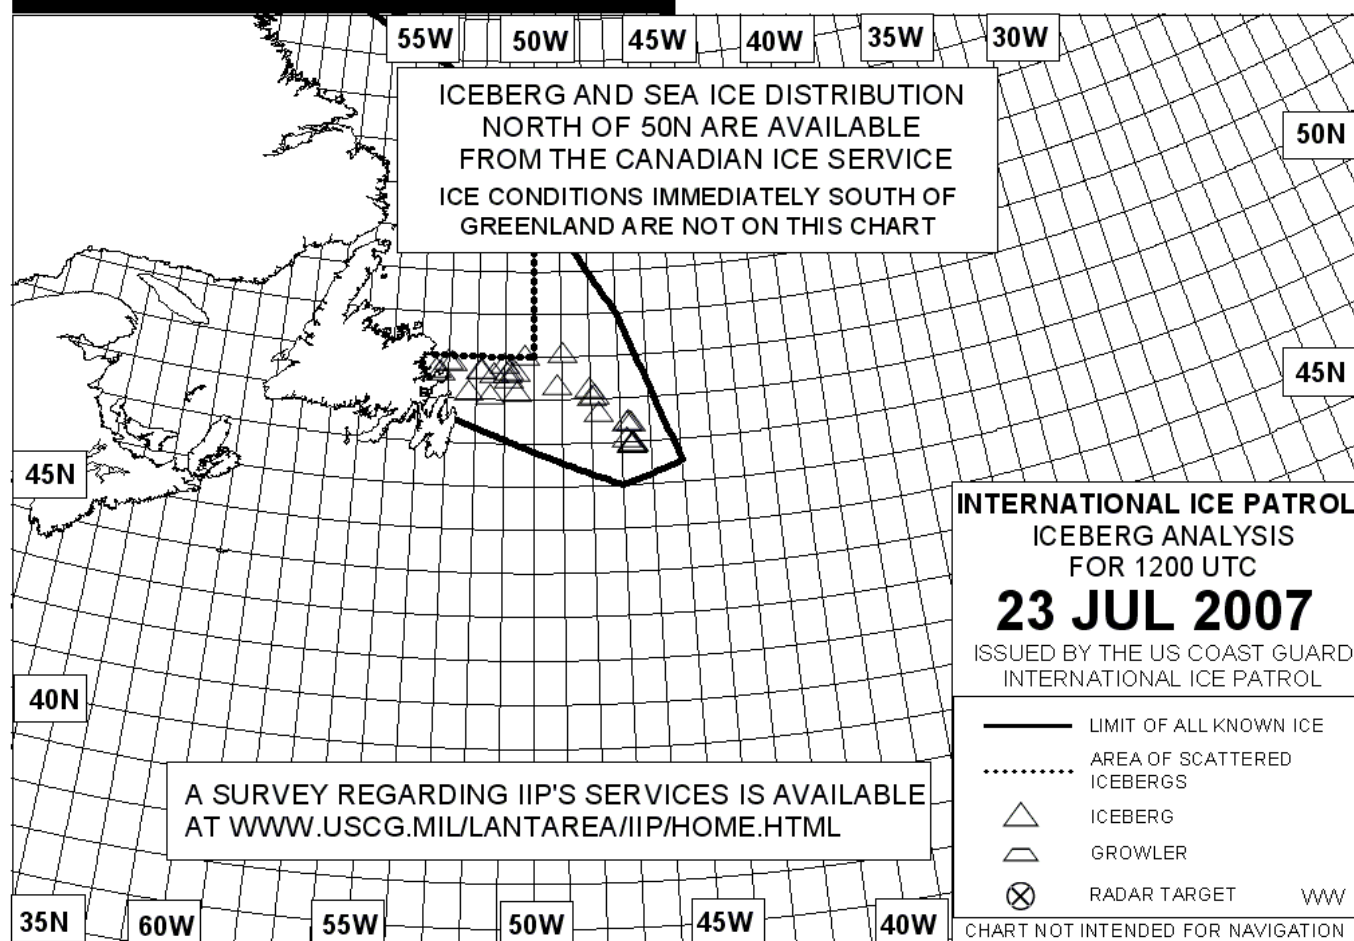 55W 50W 45W 40W 35W 30W
ICEBERG AND SEA ICE DISTRIBUTION
NORTH OF 50N ARE AVAILABLE
FROM THE CANADIAN ICE SERVICE
ICE CONDITIONS IMMEDIATELY SOUTH OF
GREENLAND ARE NOT ON THIS CHART
50N
45N
45N
INTERNATIONAL ICE PATROL
ICEBERG ANALYSIS
FOR 1200 UTC
23 JUL 2007
ISSUED BY THE US COAST GUARD
INTERNATIONAL ICE PATROL
40N
LIMIT OF ALL KNOWN ICE
AREA OF SCATTERED
ICEBERGS
ICEBERG
GROWLER
RADAR TARGET WW
A SURVEY REGARDING IIP'S SERVICES IS AVAILABLE
AT WWW.USCG.MIL/LANTAREA/IIP/HOME.HTML
35N 60W 55W 50W 45W 40W
CHART NOT INTENDED FOR NAVIGATION